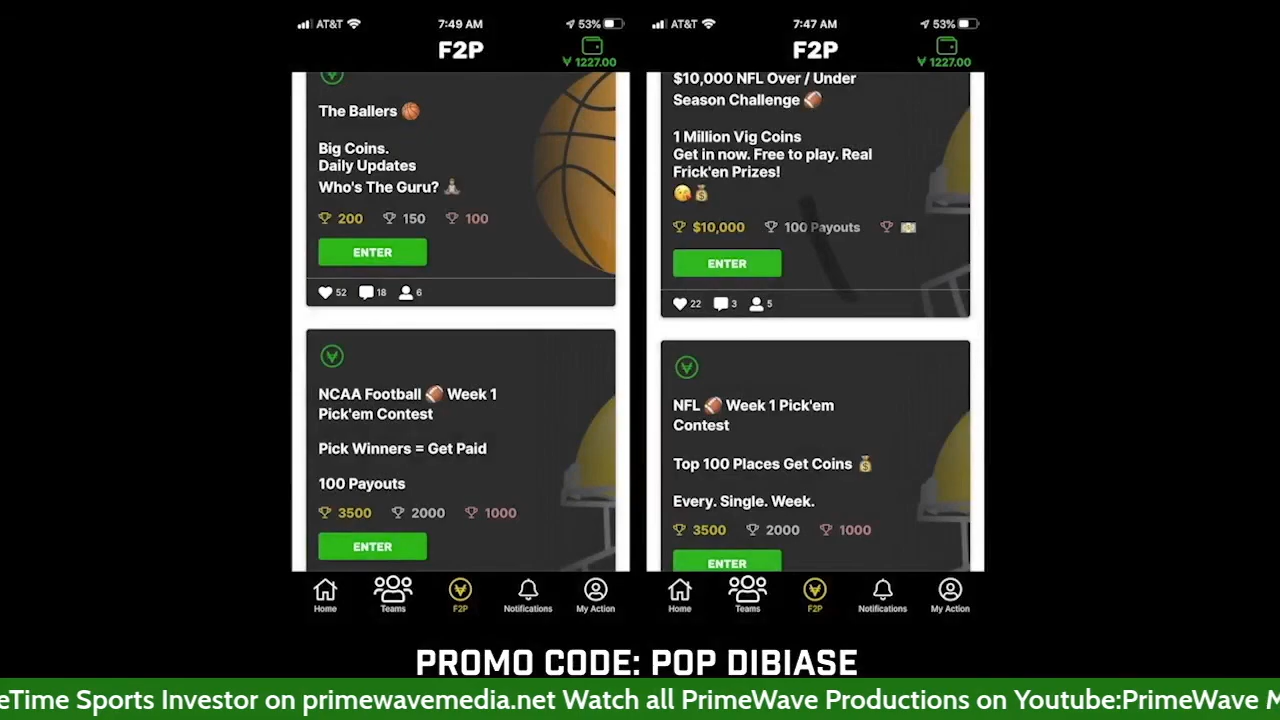 AT&T 7:49 AM 53%
F2P
1227.00
The Ballers 🏀
Big Coins.
Daily Updates
Who's The Guru? 🧘
200 150 100
ENTER
52 18 6
NCAA Football 🏈 Week 1
Pick'em Contest
Pick Winners = Get Paid
100 Payouts
3500 2000 1000
ENTER
Home Teams F2P Notifications My Action
AT&T 7:47 AM 53%
F2P
1227.00
$10,000 NFL Over / Under
Season Challenge 🏈
1 Million Vig Coins
Get in now. Free to play. Real
Frick'en Prizes!
😘💰
$10,000 100 Payouts 💵
ENTER
22 3 5
NFL 🏈 Week 1 Pick'em
Contest
Top 100 Places Get Coins 💰
Every. Single. Week.
3500 2000 1000
ENTER
Home Teams F2P Notifications My Action
PROMO CODE: POP DIBIASE
eTime Sports Investor on primewavemedia.net Watch all PrimeWave Productions on Youtube:PrimeWave M